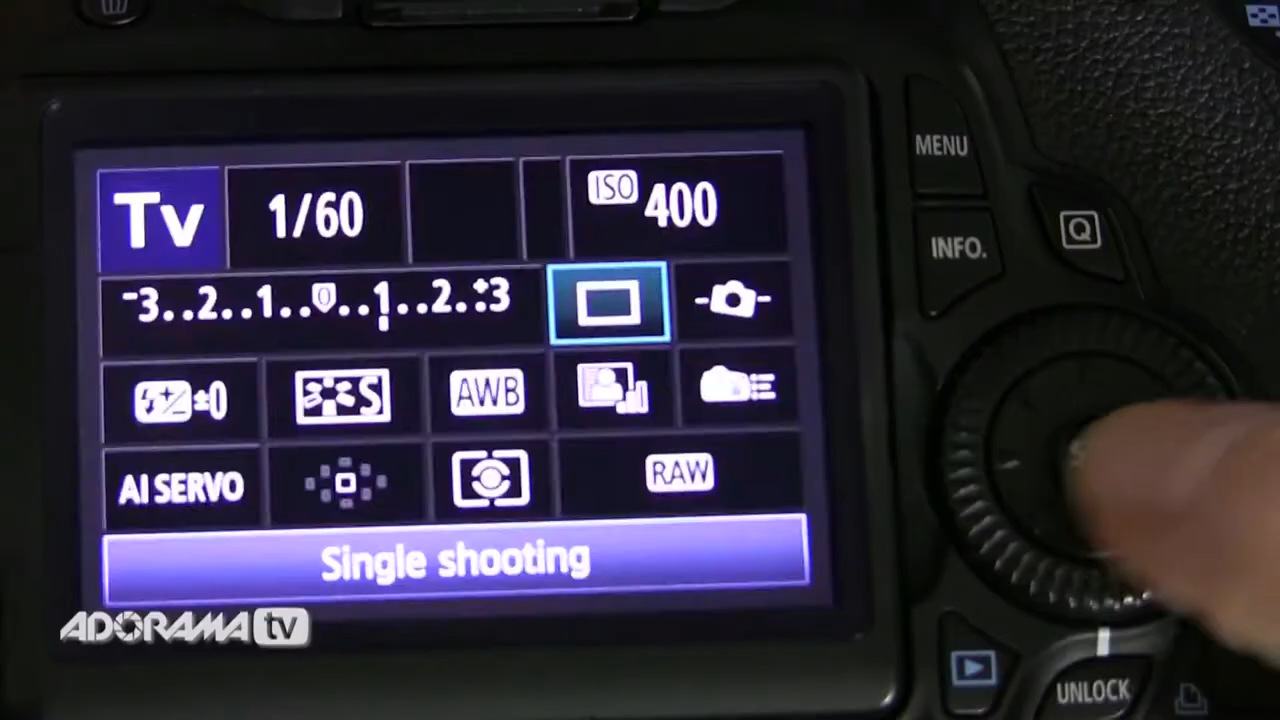 Tv 1/60 ISO 400
-3..2..1..0..1..2.:+3
±0 S AWB
AI SERVO RAW
Single shooting
MENU
INFO.
Q
UNLOCK
ADORAMA tv